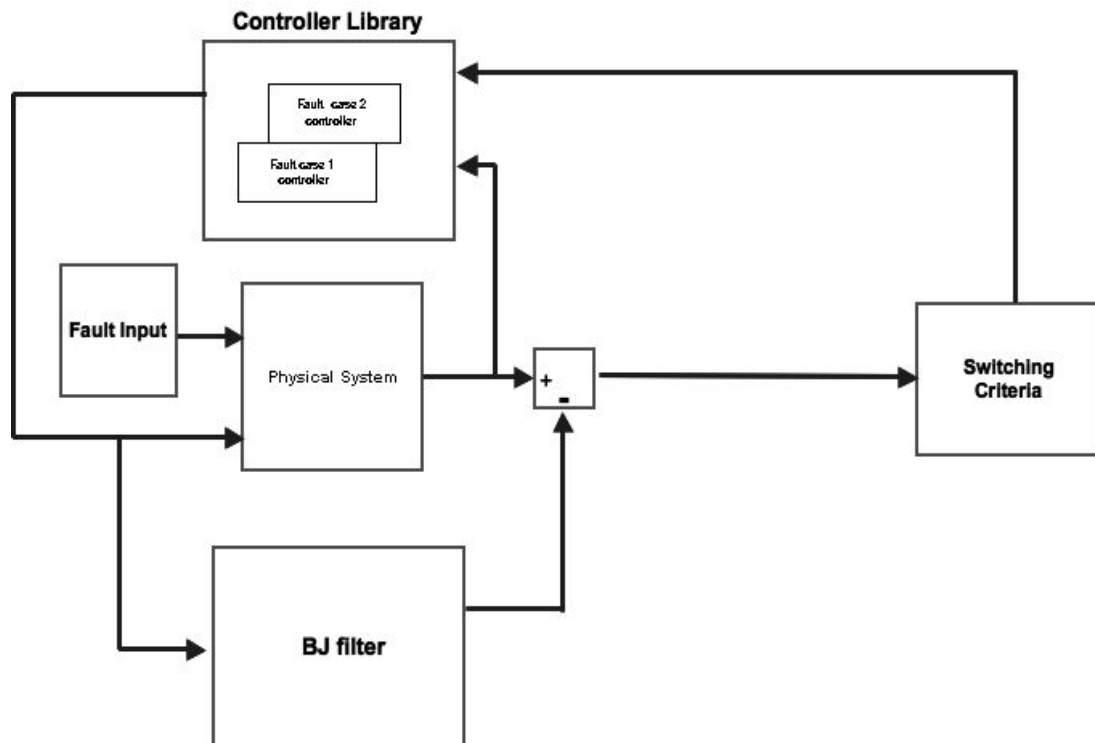 Controller Library
Fault case 2
controller
Fault case 1
controller
Fault Input
Physical System
+
-
Switching
Criteria
BJ filter